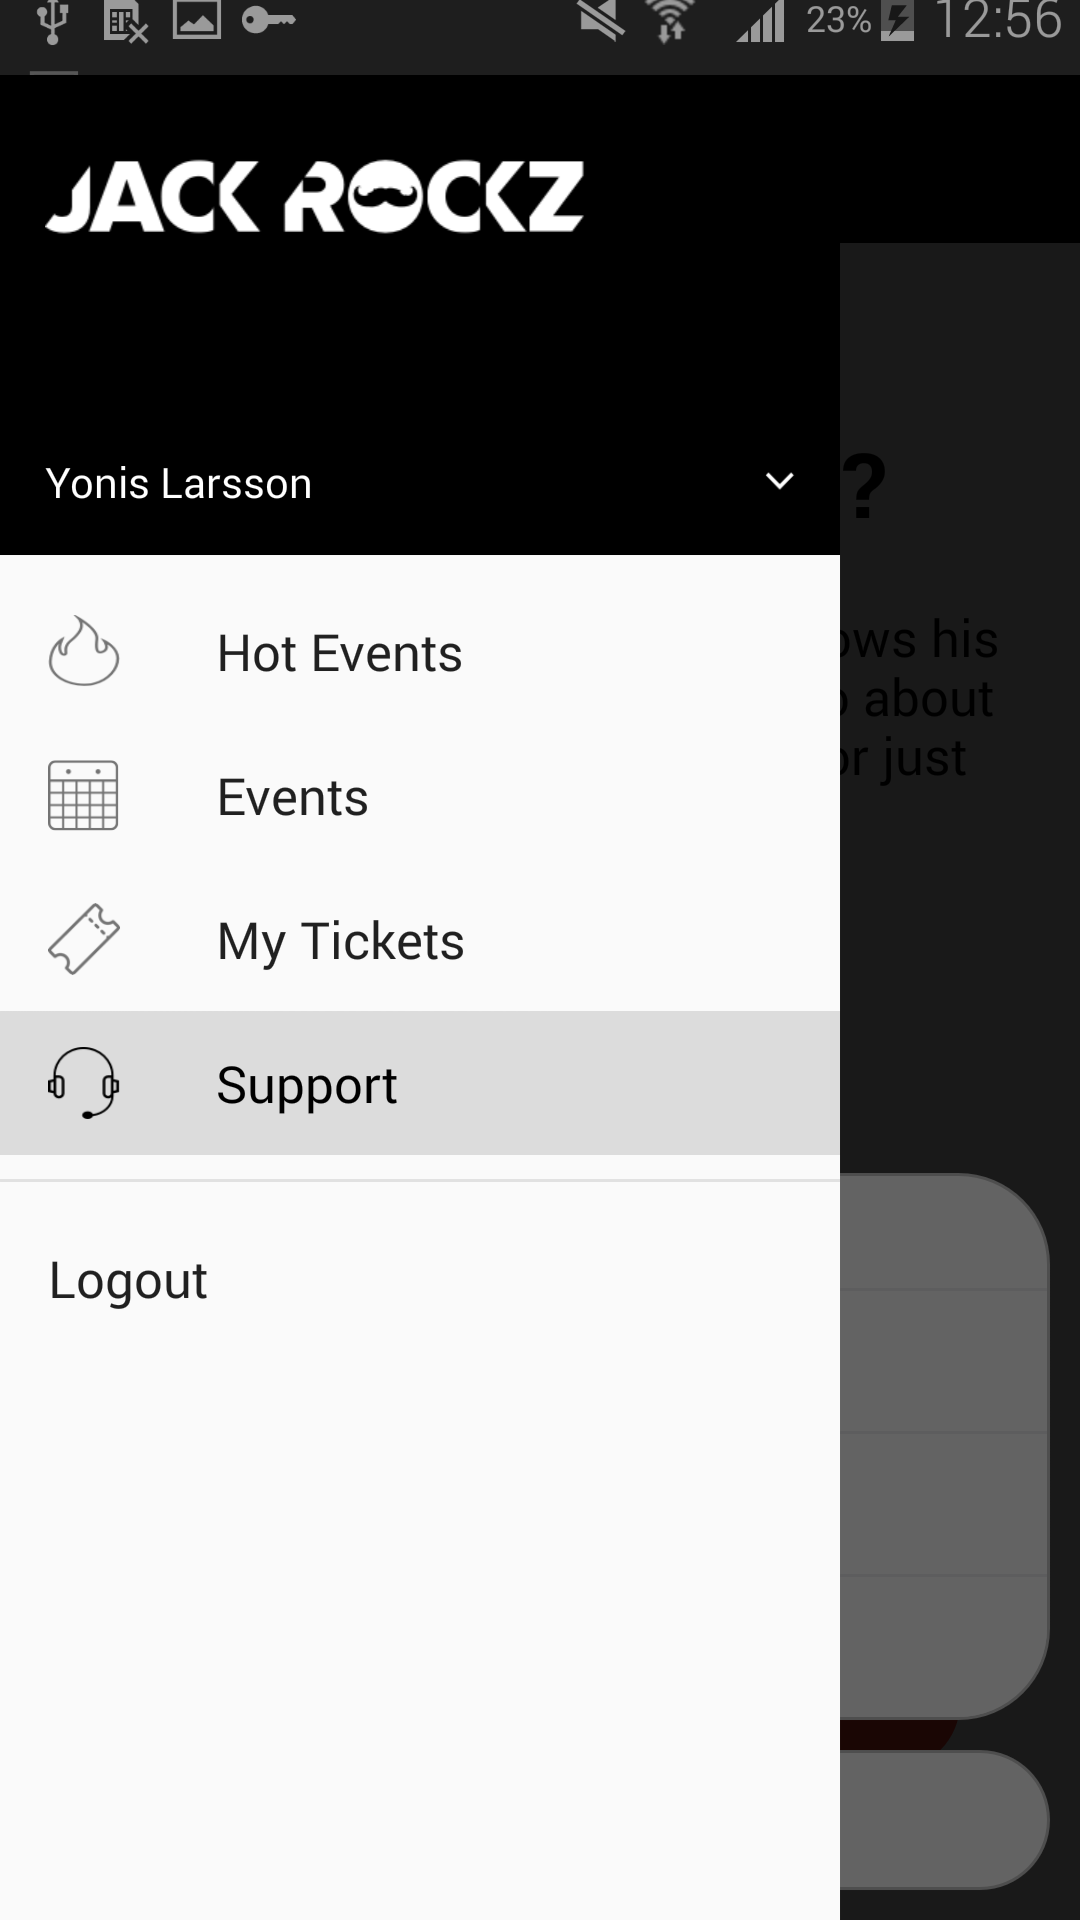 23% 12:56
JACK ROCKZ
Yonis Larsson
?
ows his
about
or just
Hot Events
Events
My Tickets
Support
Logout